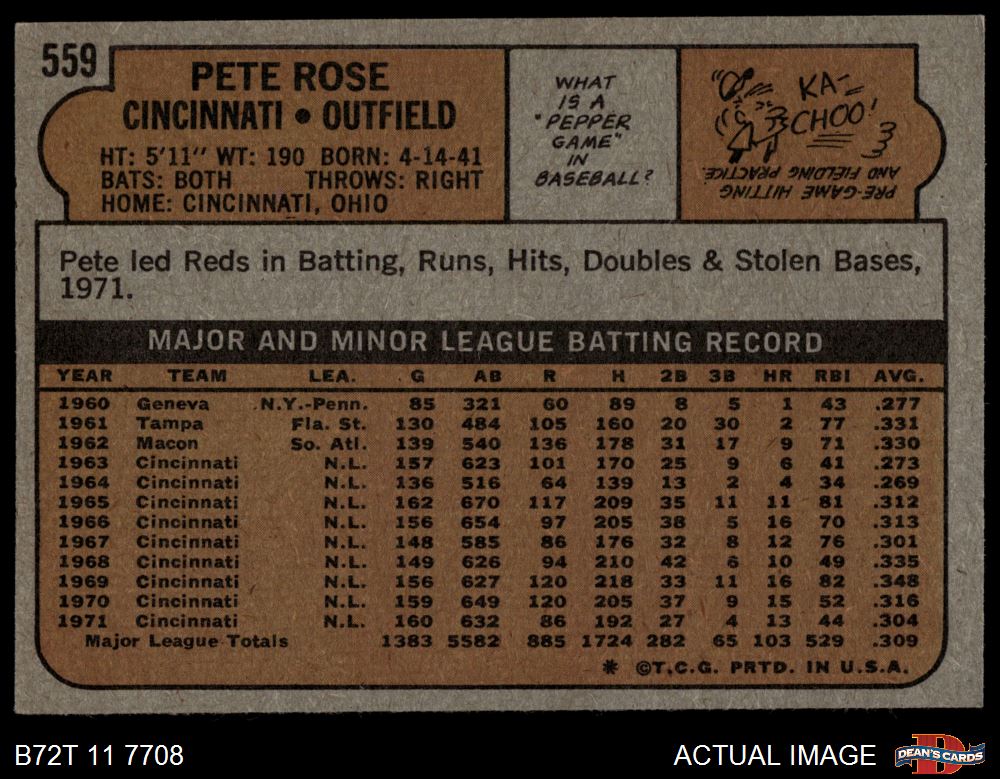 559
PETE ROSE
CINCINNATI • OUTFIELD
HT: 5'11" WT: 190 BORN: 4-14-41
BATS: BOTH THROWS: RIGHT
HOME: CINCINNATI, OHIO
WHAT
IS A
"PEPPER
GAME"
IN
BASEBALL?
KA-
CHOO!
PRE-GAME HITTING
AND FIELDING PRACTICE.
Pete led Reds in Batting, Runs, Hits, Doubles & Stolen Bases,
1971.
MAJOR AND MINOR LEAGUE BATTING RECORD
YEAR TEAM LEA. G AB R H 2B 3B HR RBI AVG.
1960 Geneva N.Y.-Penn. 85 321 60 89 8 5 1 43 .277
1961 Tampa Fla. St. 130 484 105 160 20 30 2 77 .331
1962 Macon So. Atl. 139 540 136 178 31 17 9 71 .330
1963 Cincinnati N.L. 157 623 101 170 25 9 6 41 .273
1964 Cincinnati N.L. 136 516 64 139 13 2 4 34 .269
1965 Cincinnati N.L. 162 670 117 209 35 11 11 81 .312
1966 Cincinnati N.L. 156 654 97 205 38 5 16 70 .313
1967 Cincinnati N.L. 148 585 86 176 32 8 12 76 .301
1968 Cincinnati N.L. 149 626 94 210 42 6 10 49 .335
1969 Cincinnati N.L. 156 627 120 218 33 11 16 82 .348
1970 Cincinnati N.L. 159 649 120 205 37 9 15 52 .316
1971 Cincinnati N.L. 160 632 86 192 27 4 13 44 .304
Major League Totals 1383 5582 885 1724 282 65 103 529 .309
* ©T.C.G. PRTD. IN U.S.A.
B72T 11 7708
ACTUAL IMAGE
DEAN'S CARDS